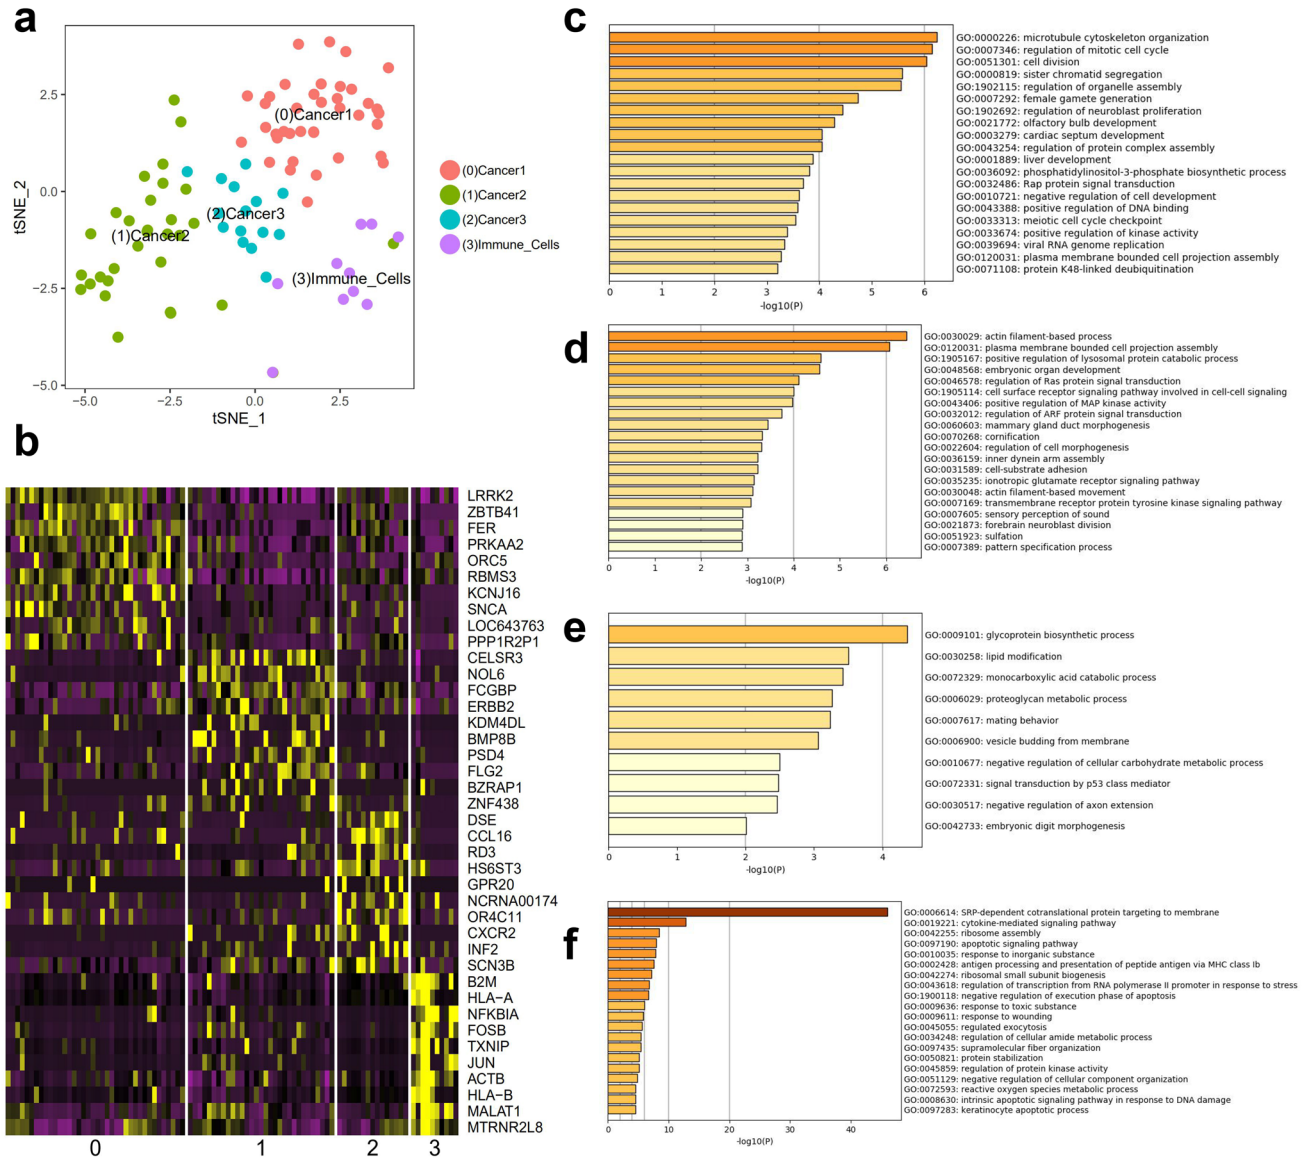 a
tSNE_2
2.5
0.0
−2.5
−5.0
−5.0
−2.5
0.0
2.5
tSNE_1
(0)Cancer1
(1)Cancer2
(2)Cancer3
(3)Immune_Cells
(0)Cancer1
(1)Cancer2
(2)Cancer3
(3)Immune_Cells
b
LRRK2
ZBTB41
FER
PRKAA2
ORC5
RBMS3
KCNJ16
SNCA
LOC643763
PPP1R2P1
CELSR3
NOL6
FCGBP
ERBB2
KDM4DL
BMP8B
PSD4
FLG2
BZRAP1
ZNF438
DSE
CCL16
RD3
HS6ST3
GPR20
NCRNA00174
OR4C11
CXCR2
INF2
SCN3B
B2M
HLA−A
NFKBIA
FOSB
TXNIP
JUN
ACTB
HLA−B
MALAT1
MTRNR2L8
0 1 2 3
c
GO:0000226: microtubule cytoskeleton organization
GO:0007346: regulation of mitotic cell cycle
GO:0051301: cell division
GO:0000819: sister chromatid segregation
GO:1902115: regulation of organelle assembly
GO:0007292: female gamete generation
GO:1902692: regulation of neuroblast proliferation
GO:0021772: olfactory bulb development
GO:0003279: cardiac septum development
GO:0043254: regulation of protein complex assembly
GO:0001889: liver development
GO:0036092: phosphatidylinositol-3-phosphate biosynthetic process
GO:0032486: Rap protein signal transduction
GO:0010721: negative regulation of cell development
GO:0043388: positive regulation of DNA binding
GO:0033313: meiotic cell cycle checkpoint
GO:0033674: positive regulation of kinase activity
GO:0039694: viral RNA genome replication
GO:0120031: plasma membrane bounded cell projection assembly
GO:0071108: protein K48-linked deubiquitination
0 1 2 3 4 5 6
-log10(P)
d
GO:0030029: actin filament-based process
GO:0120031: plasma membrane bounded cell projection assembly
GO:1905167: positive regulation of lysosomal protein catabolic process
GO:0048568: embryonic organ development
GO:0046578: regulation of Ras protein signal transduction
GO:1905114: cell surface receptor signaling pathway involved in cell-cell signaling
GO:0043406: positive regulation of MAP kinase activity
GO:0032012: regulation of ARF protein signal transduction
GO:0060603: mammary gland duct morphogenesis
GO:0070268: cornification
GO:0022604: regulation of cell morphogenesis
GO:0036159: inner dynein arm assembly
GO:0031589: cell-substrate adhesion
GO:0035235: ionotropic glutamate receptor signaling pathway
GO:0030048: actin filament-based movement
GO:0007169: transmembrane receptor protein tyrosine kinase signaling pathway
GO:0007605: sensory perception of sound
GO:0021873: forebrain neuroblast division
GO:0051923: sulfation
GO:0007389: pattern specification process
0 1 2 3 4 5 6
-log10(P)
e
GO:0009101: glycoprotein biosynthetic process
GO:0030258: lipid modification
GO:0072329: monocarboxylic acid catabolic process
GO:0006029: proteoglycan metabolic process
GO:0007617: mating behavior
GO:0006900: vesicle budding from membrane
GO:0010677: negative regulation of cellular carbohydrate metabolic process
GO:0072331: signal transduction by p53 class mediator
GO:0030517: negative regulation of axon extension
GO:0042733: embryonic digit morphogenesis
0 1 2 3 4
-log10(P)
f
GO:0006614: SRP-dependent cotranslational protein targeting to membrane
GO:0019221: cytokine-mediated signaling pathway
GO:0042255: ribosome assembly
GO:0097190: apoptotic signaling pathway
GO:0010035: response to inorganic substance
GO:0002428: antigen processing and presentation of peptide antigen via MHC class Ib
GO:0042274: ribosomal small subunit biogenesis
GO:0043618: regulation of transcription from RNA polymerase II promoter in response to stress
GO:1900118: negative regulation of execution phase of apoptosis
GO:0009636: response to toxic substance
GO:0009611: response to wounding
GO:0045055: regulated exocytosis
GO:0034248: regulation of cellular amide metabolic process
GO:0097435: supramolecular fiber organization
GO:0050821: protein stabilization
GO:0045859: regulation of protein kinase activity
GO:0051129: negative regulation of cellular component organization
GO:0072593: reactive oxygen species metabolic process
GO:0008630: intrinsic apoptotic signaling pathway in response to DNA damage
GO:0097283: keratinocyte apoptotic process
0 10 20 30 40
-log10(P)